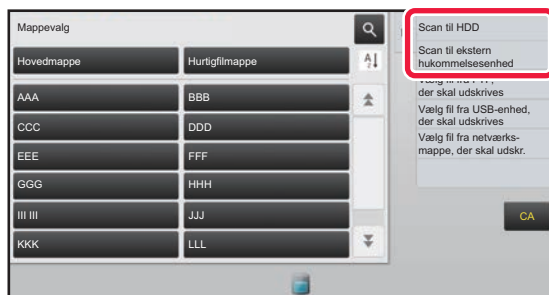 Mappevalg
Hovedmappe
Hurtigfilmappe
AAA
BBB
CCC
DDD
EEE
FFF
GGG
HHH
III III
JJJ
KKK
LLL
Scan til HDD
Scan til ekstern
hukommelsesenhed
der skal udskrives
Vælg fil fra USB-enhed,
der skal udskrives
Vælg fil fra netværks-
mappe, der skal udskr.
CA